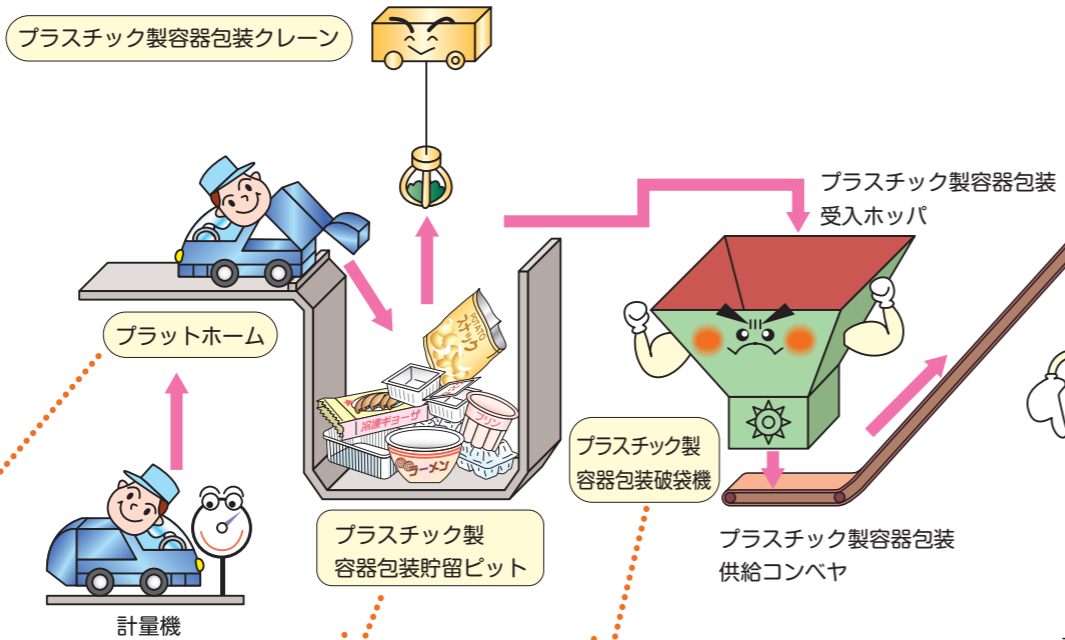 プラスチック製容器包装クレーン
プラスチック製容器包装
受入ホッパ
プラットホーム
POTATO
スナック
冷凍ギョーザ
プリン
ラーメン
プラスチック製
容器包装破袋機
プラスチック製
容器包装貯留ピット
プラスチック製容器包装
供給コンベヤ
計量機